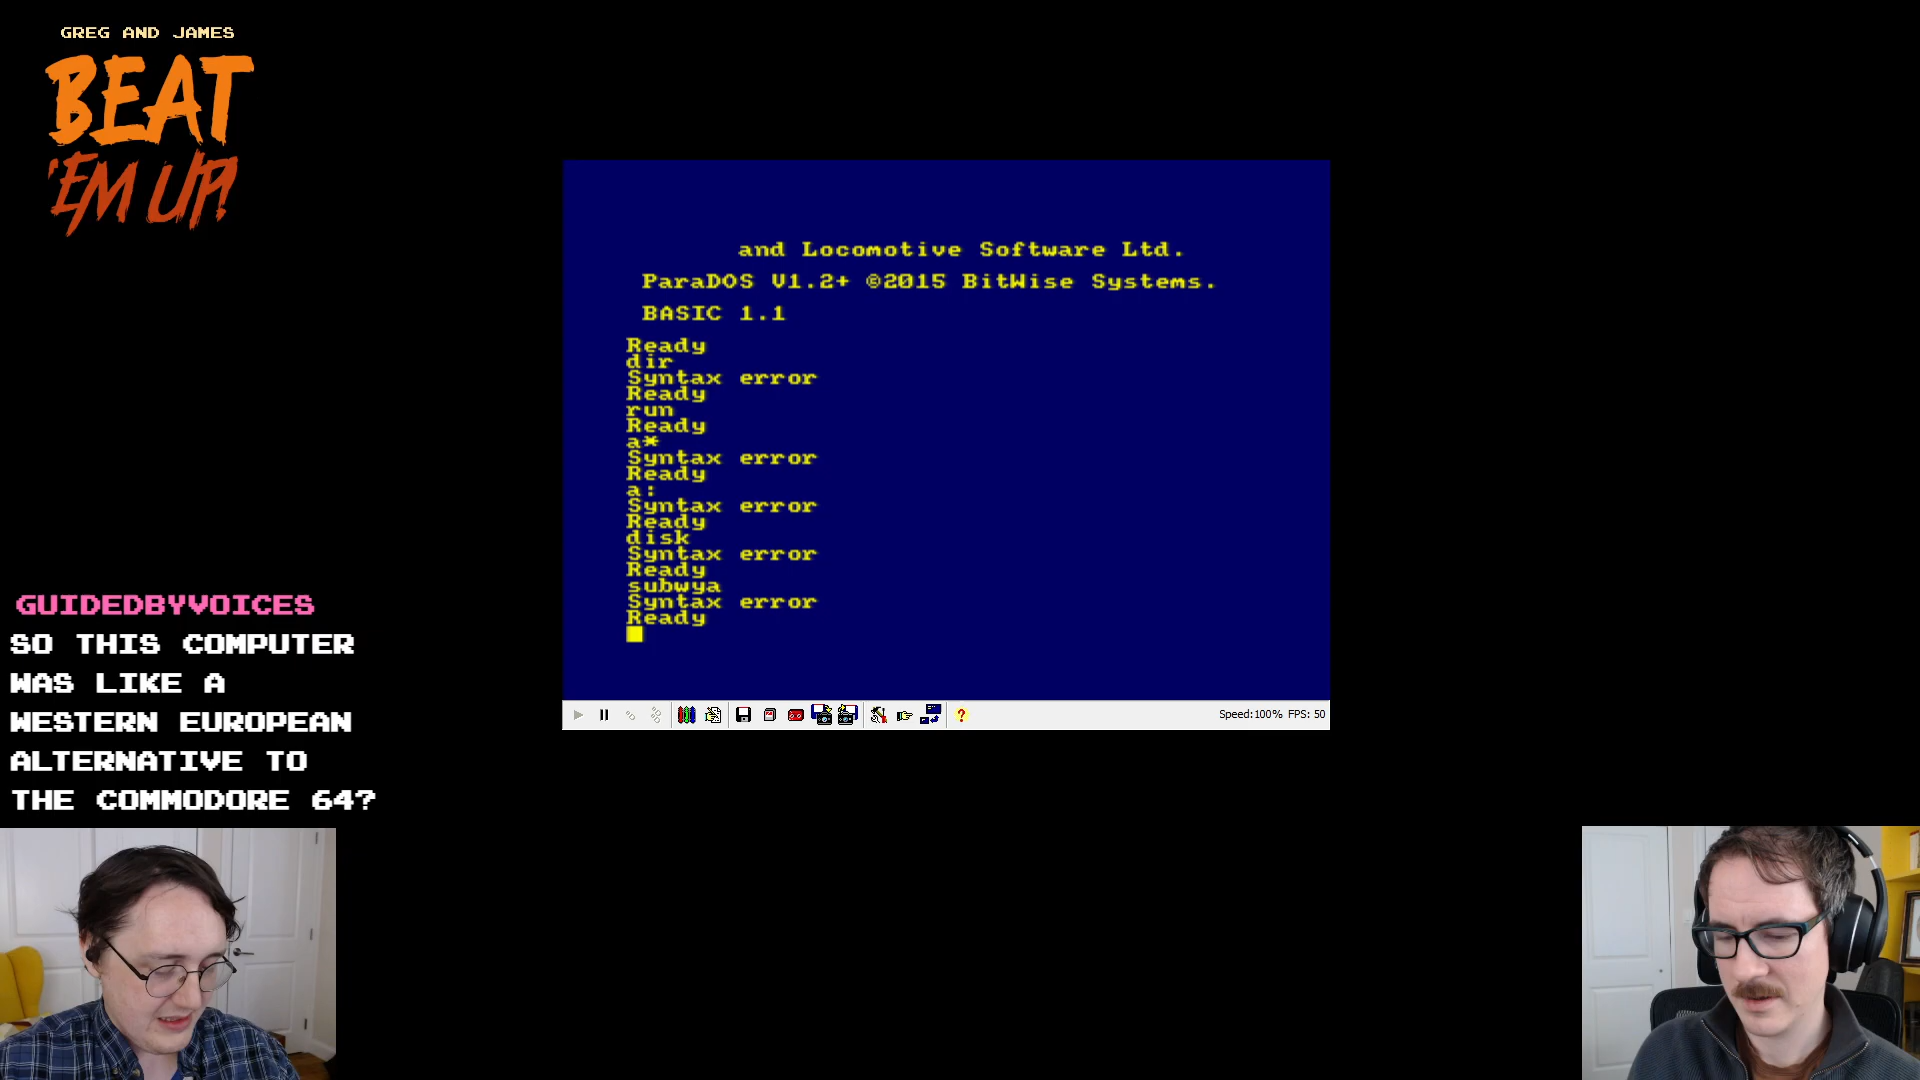 GREG AND JAMES
BEAT
'EM UP!
and Locomotive Software Ltd.
ParaDOS V1.2+ ©2015 BitWise Systems.
BASIC 1.1
Ready
dir
Syntax error
Ready
run
Ready
a*
Syntax error
Ready
a:
Syntax error
Ready
disk
Syntax error
Ready
subwya
Syntax error
Ready
Speed:100% FPS: 50
GUIDEDBYVOICES
SO THIS COMPUTER
WAS LIKE A
WESTERN EUROPEAN
ALTERNATIVE TO
THE COMMODORE 64?